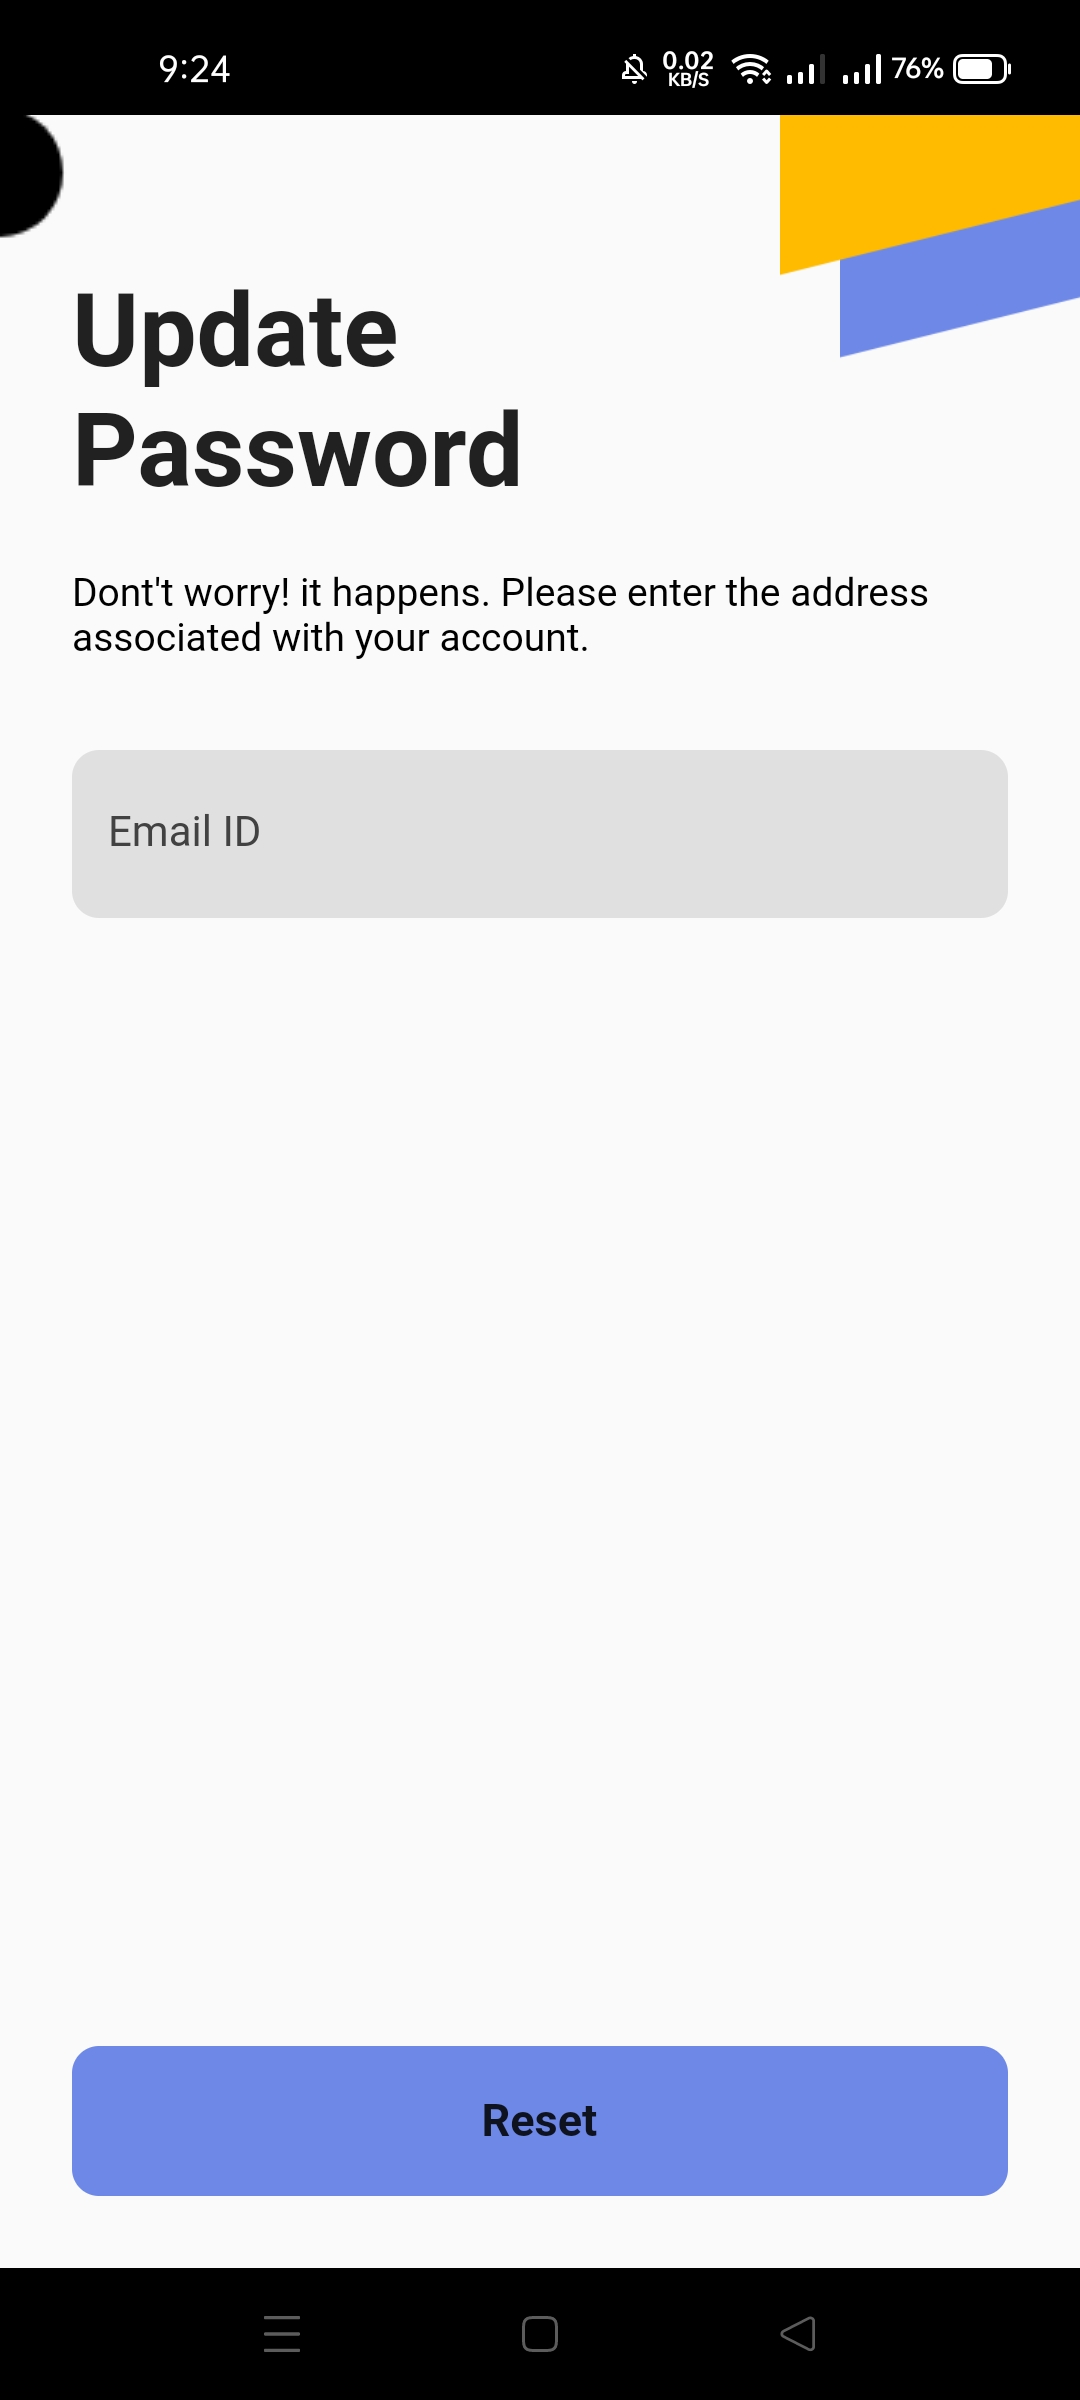 9:24
0.02
KB/S
76%
Update
Password
Dont't worry! it happens. Please enter the address
associated with your account.
Email ID
Reset